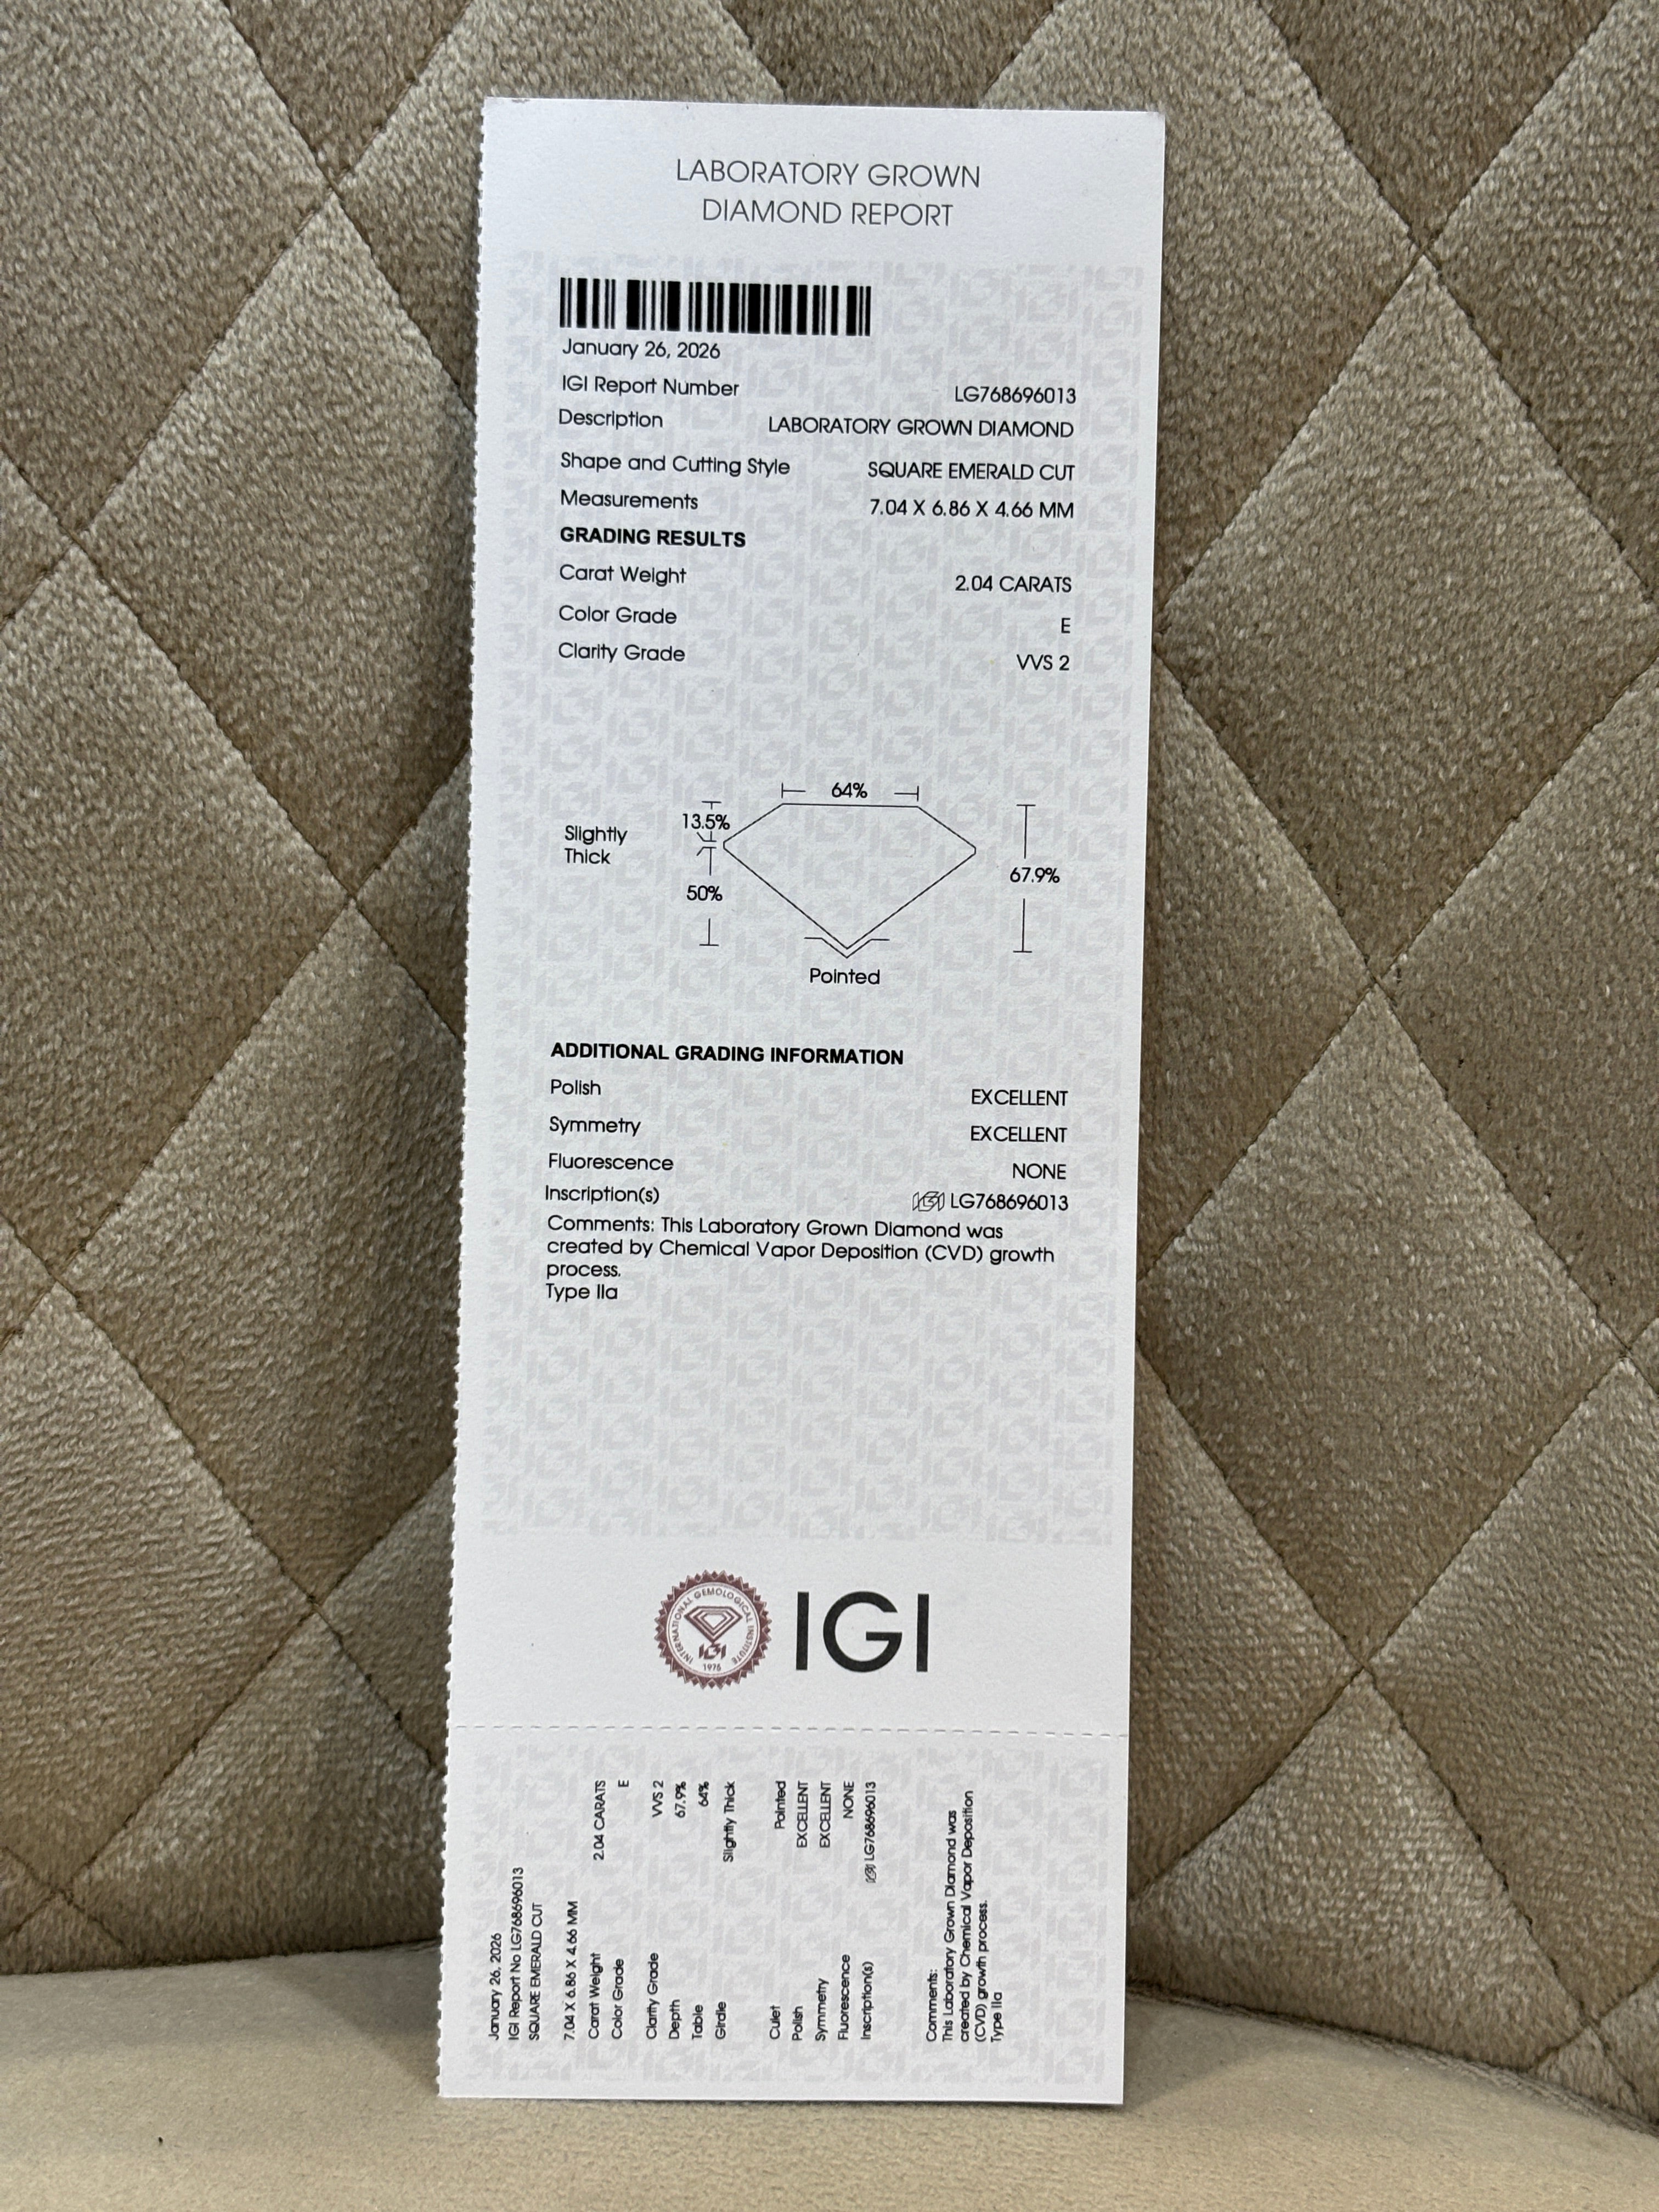 LABORATORY GROWN
DIAMOND REPORT
January 26, 2026
IGI Report Number LG768696013
Description LABORATORY GROWN DIAMOND
Shape and Cutting Style SQUARE EMERALD CUT
Measurements 7.04 X 6.86 X 4.66 MM
GRADING RESULTS
Carat Weight 2.04 CARATS
Color Grade E
Clarity Grade VVS 2
64%
13.5%
Slightly
Thick
50%
67.9%
Pointed
ADDITIONAL GRADING INFORMATION
Polish EXCELLENT
Symmetry EXCELLENT
Fluorescence NONE
Inscription(s) IGI LG768696013
Comments: This Laboratory Grown Diamond was
created by Chemical Vapor Deposition (CVD) growth
process.
Type IIa
INTERNATIONAL GEMOLOGICAL INSTITUTE
IGI
1975
IGI
January 26, 2026
IGI Report No LG768696013
SQUARE EMERALD CUT
7.04 X 6.86 X 4.66 MM
Carat Weight 2.04 CARATS
Color Grade E
Clarity Grade VVS 2
Depth 67.9%
Table 64%
Girdle Slightly Thick
Culet Pointed
Polish EXCELLENT
Symmetry EXCELLENT
Fluorescence NONE
Inscription(s) IGI LG768696013
Comments:
This Laboratory Grown Diamond was
created by Chemical Vapor Deposition
(CVD) growth process.
Type IIa